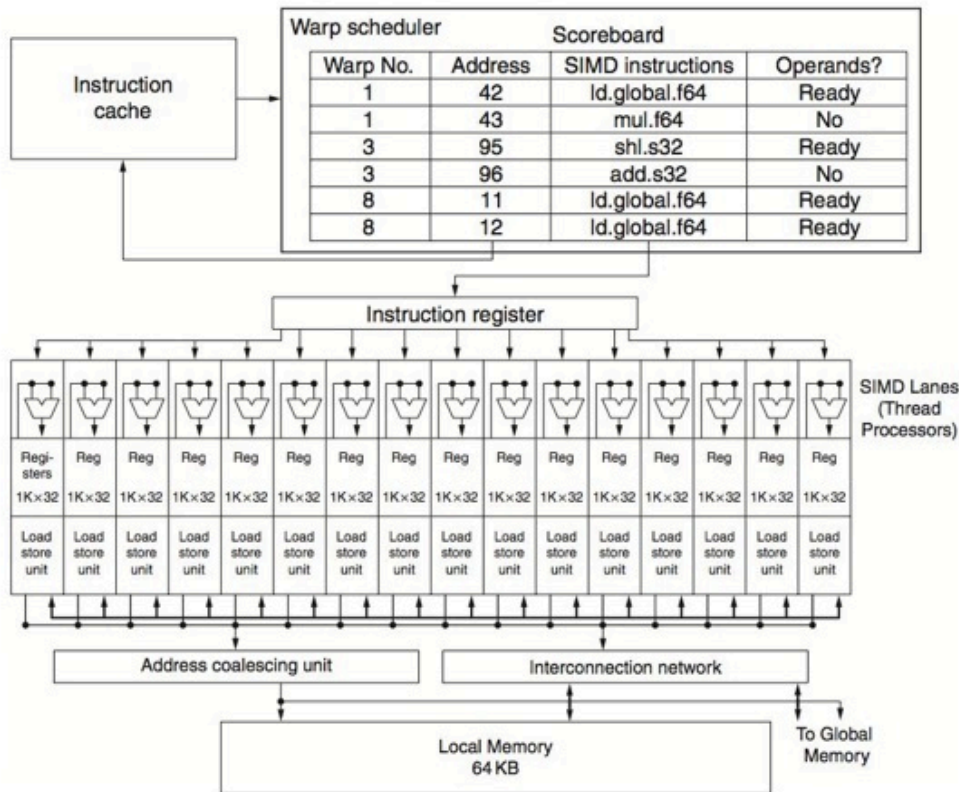 Warp scheduler
Scoreboard
Warp No. Address SIMD instructions Operands?
1 42 ld.global.f64 Ready
1 43 mul.f64 No
3 95 shl.s32 Ready
3 96 add.s32 No
8 11 ld.global.f64 Ready
8 12 ld.global.f64 Ready
Instruction
cache
Instruction register
SIMD Lanes
(Thread
Processors)
Regi- Reg Reg Reg Reg Reg Reg Reg Reg Reg Reg Reg Reg Reg Reg Reg
sters
1K×32 1K×32 1K×32 1K×32 1K×32 1K×32 1K×32 1K×32 1K×32 1K×32 1K×32 1K×32 1K×32 1K×32 1K×32 1K×32
Load Load Load Load Load Load Load Load Load Load Load Load Load Load Load Load
store store store store store store store store store store store store store store store store
unit unit unit unit unit unit unit unit unit unit unit unit unit unit unit unit
Address coalescing unit
Interconnection network
Local Memory
64 KB
To Global
Memory